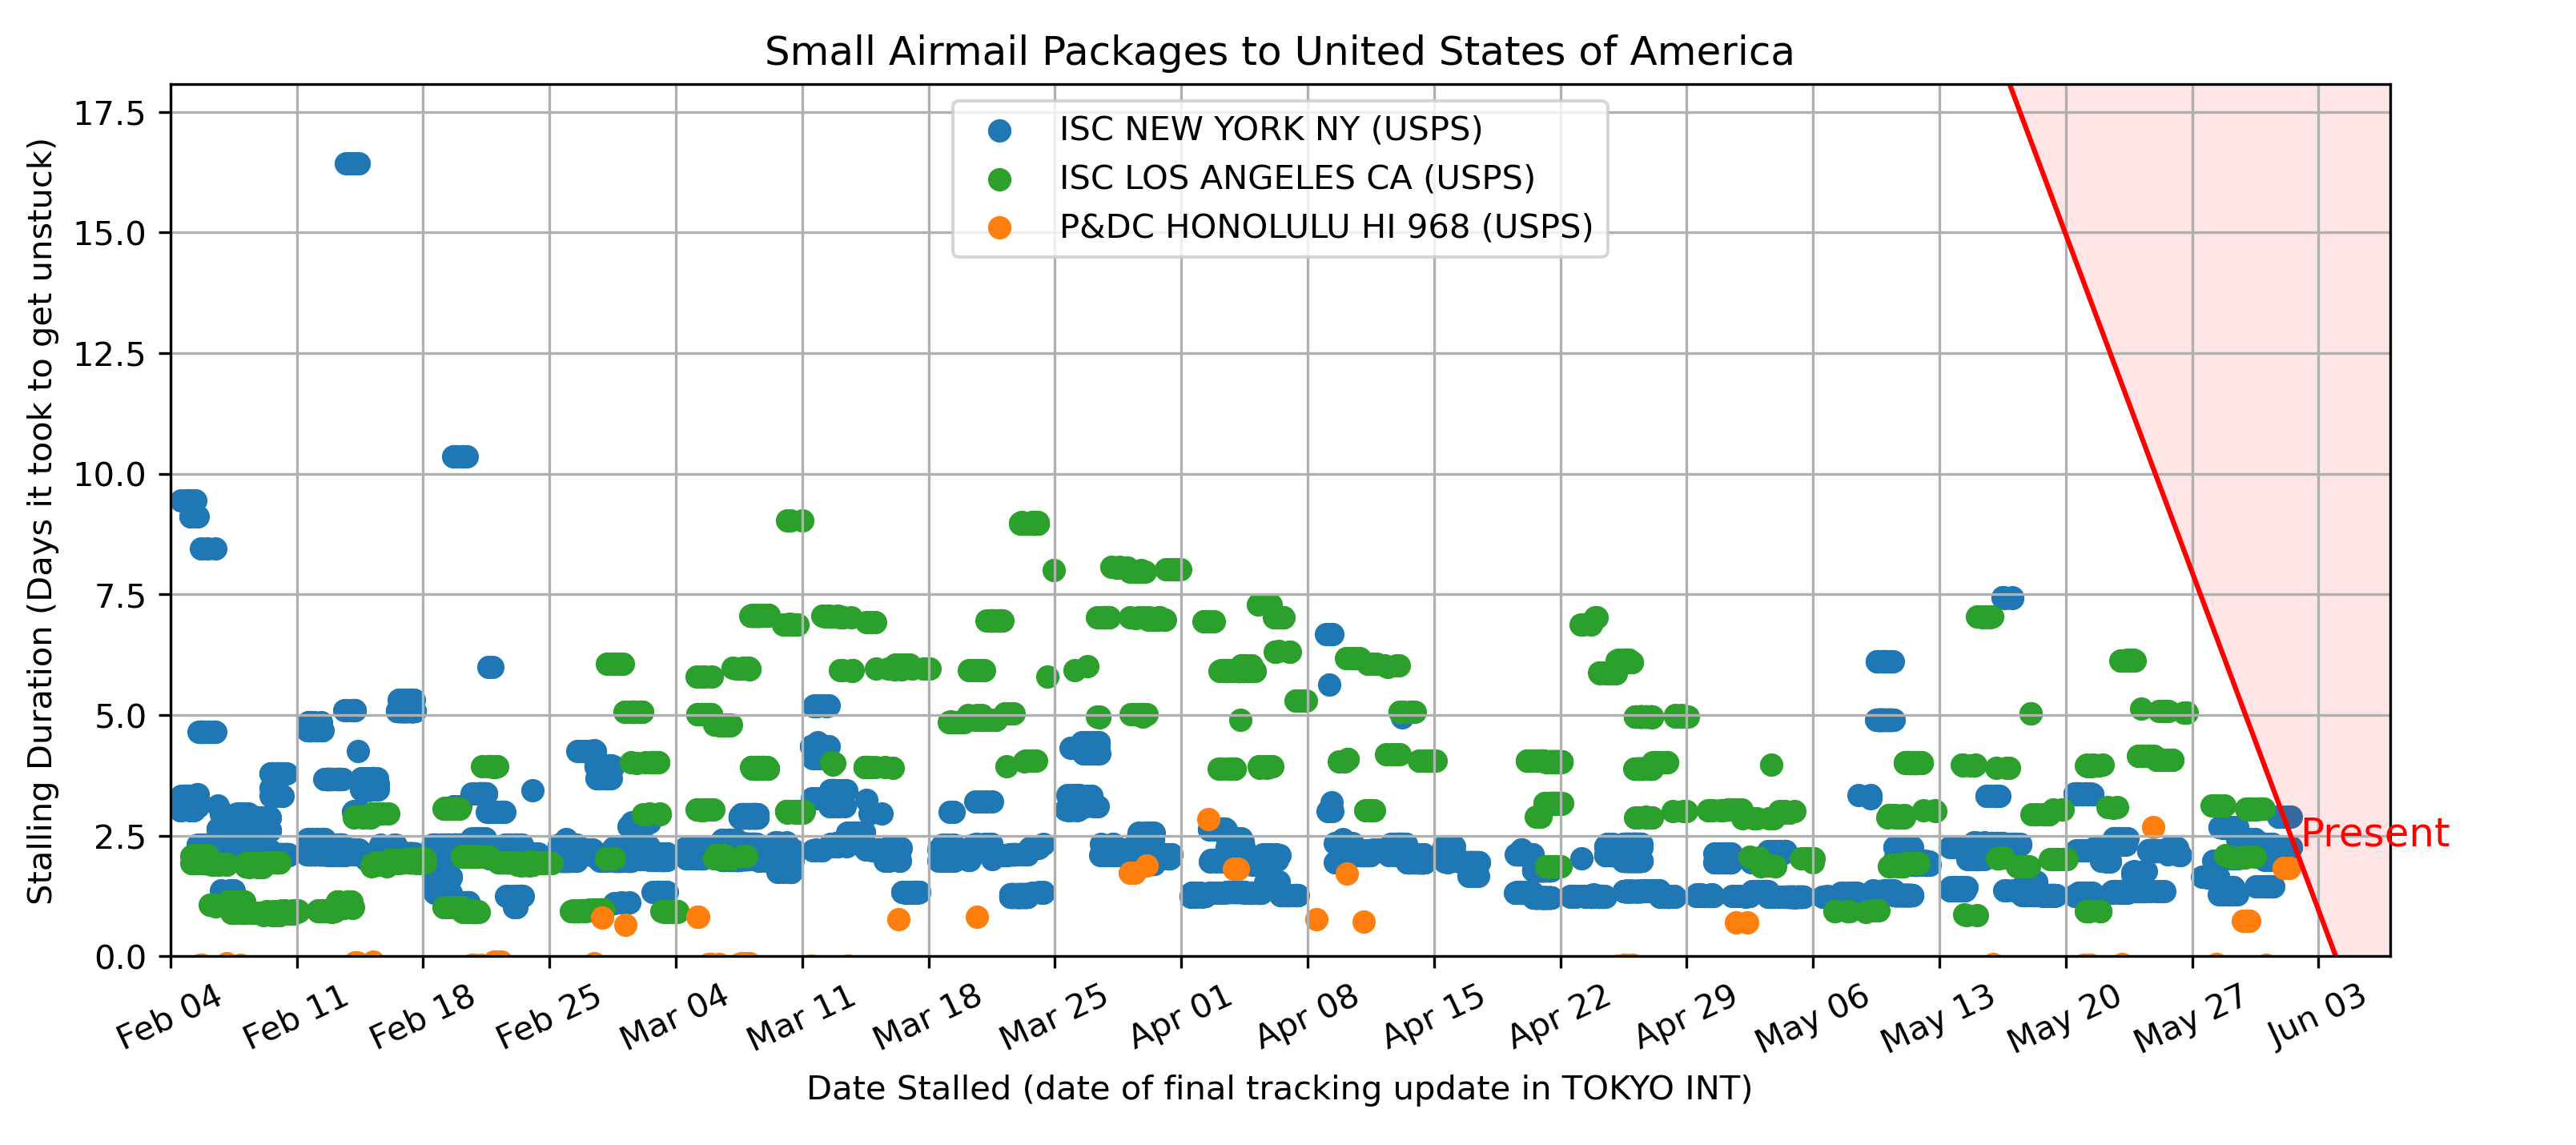 Small Airmail Packages to United States of America
Stalling Duration (Days it took to get unstuck)
17.5
15.0
12.5
10.0
7.5
5.0
2.5
0.0
ISC NEW YORK NY (USPS)
ISC LOS ANGELES CA (USPS)
P&DC HONOLULU HI 968 (USPS)
Present
Feb 04
Feb 11
Feb 18
Feb 25
Mar 04
Mar 11
Mar 18
Mar 25
Apr 01
Apr 08
Apr 15
Apr 22
Apr 29
May 06
May 13
May 20
May 27
Jun 03
Date Stalled (date of final tracking update in TOKYO INT)